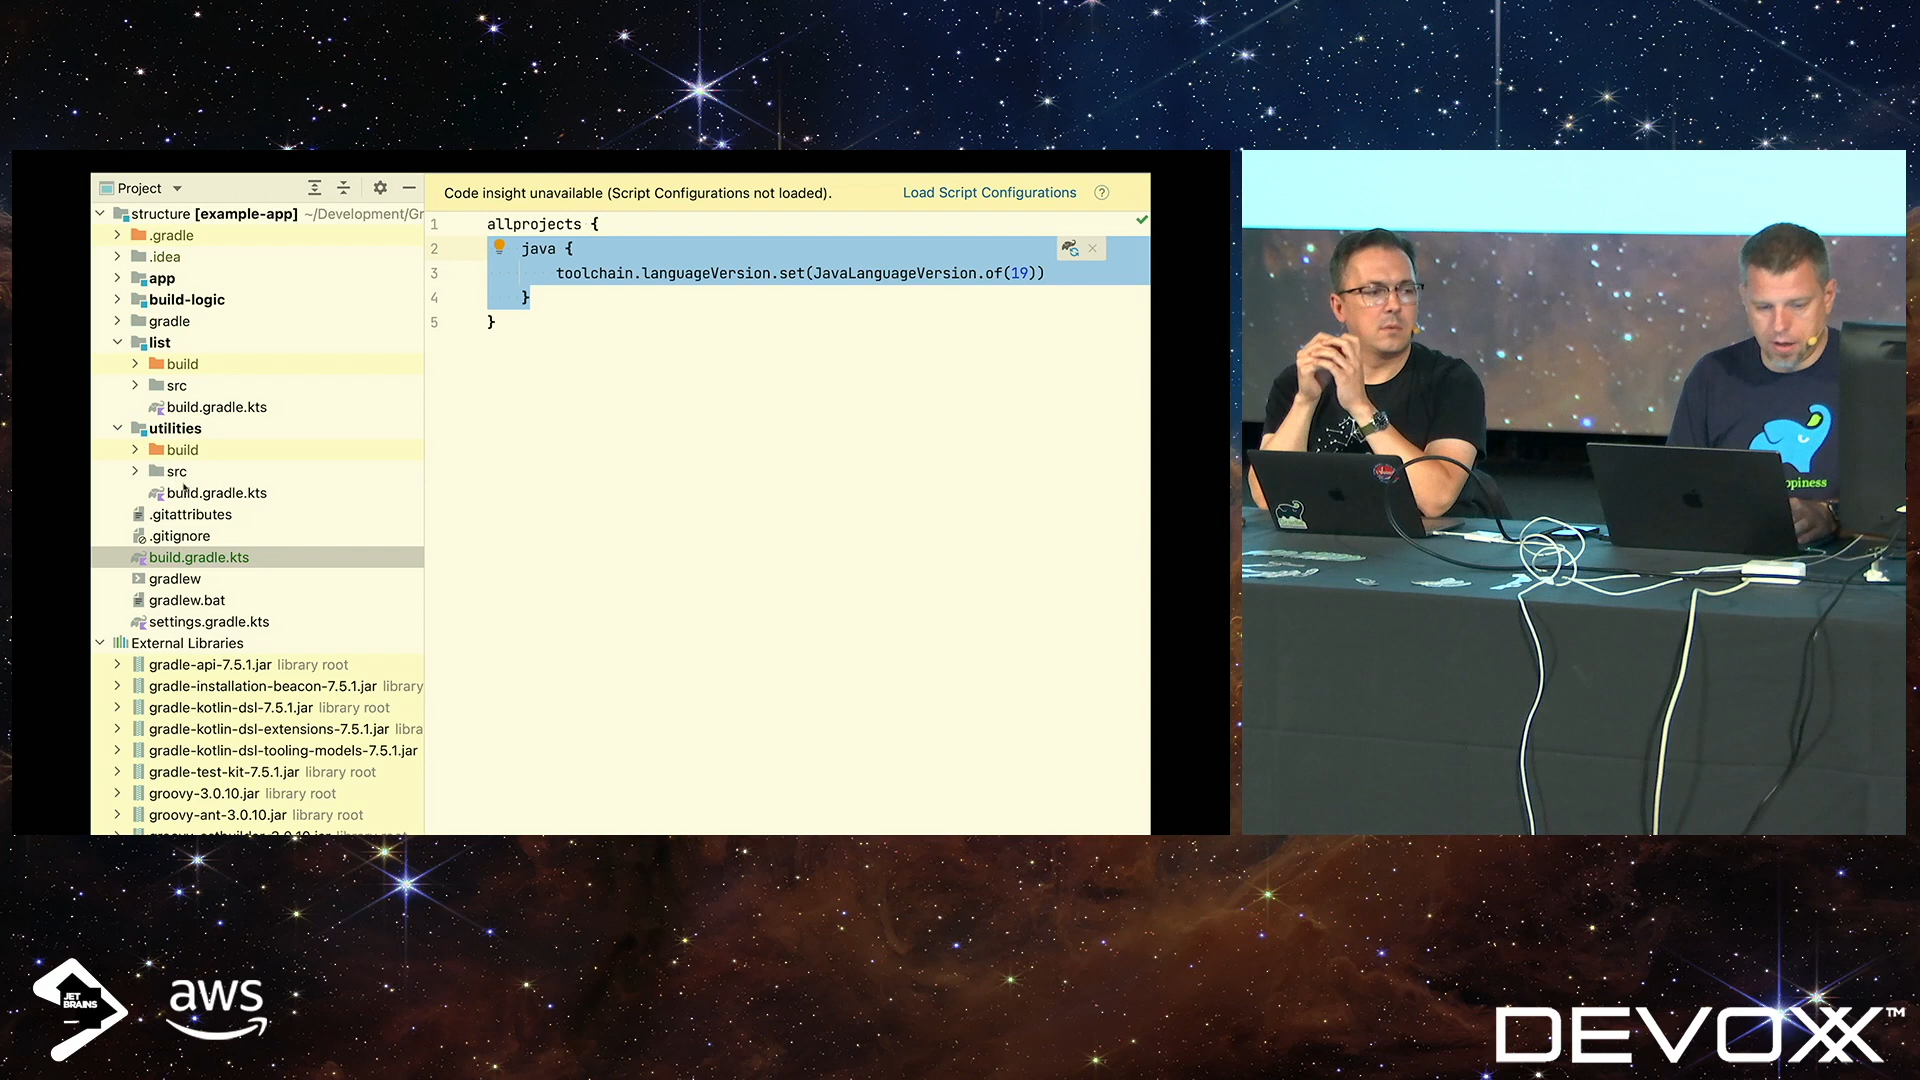 Project
structure [example-app] ~/Development/Gr
.gradle
.idea
app
build-logic
gradle
list
build
src
build.gradle.kts
utilities
build
src
build.gradle.kts
.gitattributes
.gitignore
build.gradle.kts
gradlew
gradlew.bat
settings.gradle.kts
External Libraries
gradle-api-7.5.1.jar library root
gradle-installation-beacon-7.5.1.jar library
gradle-kotlin-dsl-7.5.1.jar library root
gradle-kotlin-dsl-extensions-7.5.1.jar libra
gradle-kotlin-dsl-tooling-models-7.5.1.jar
gradle-test-kit-7.5.1.jar library root
groovy-3.0.10.jar library root
groovy-ant-3.0.10.jar library root
Code insight unavailable (Script Configurations not loaded). Load Script Configurations ?
1 allprojects {
2 java {
3 toolchain.languageVersion.set(JavaLanguageVersion.of(19))
4 }
5 }
JET
BRAINS
aws
DEVOXX™